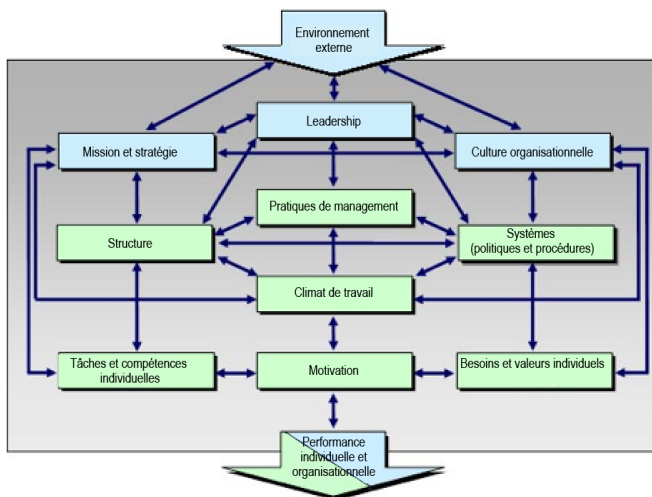 Environnement
externe
Leadership
Mission et stratégie
Culture organisationnelle
Pratiques de management
Structure
Systèmes
(politiques et procédures)
Climat de travail
Tâches et compétences
individuelles
Motivation
Besoins et valeurs individuels
Performance
individuelle et
organisationnelle